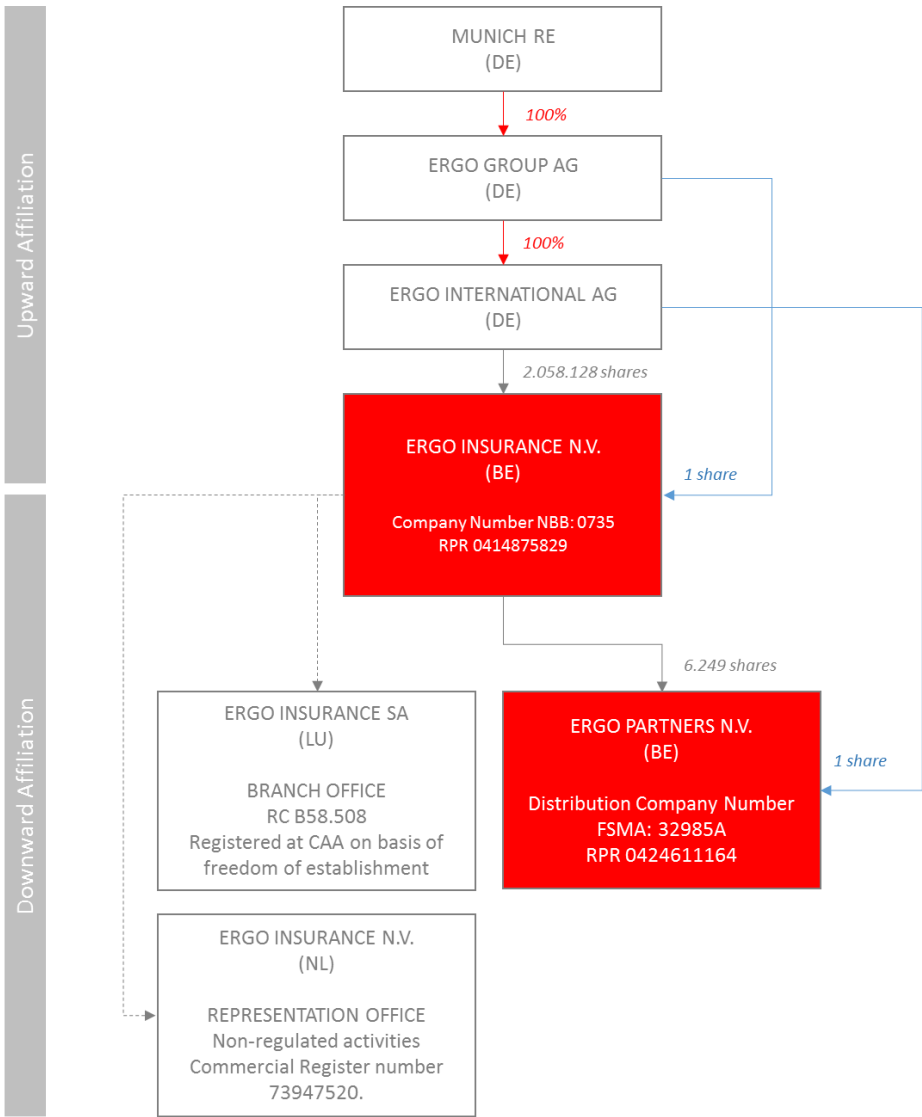 MUNICH RE
(DE)
100%
ERGO GROUP AG
(DE)
100%
ERGO INTERNATIONAL AG
(DE)
2.058.128 shares
Upward Affiliation
ERGO INSURANCE N.V.
(BE)
Company Number NBB: 0735
RPR 0414875829
1 share
6.249 shares
Downward Affiliation
ERGO INSURANCE SA
(LU)
BRANCH OFFICE
RC B58.508
Registered at CAA on basis of
freedom of establishment
ERGO PARTNERS N.V.
(BE)
Distribution Company Number
FSMA: 32985A
RPR 0424611164
1 share
ERGO INSURANCE N.V.
(NL)
REPRESENTATION OFFICE
Non-regulated activities
Commercial Register number
73947520.